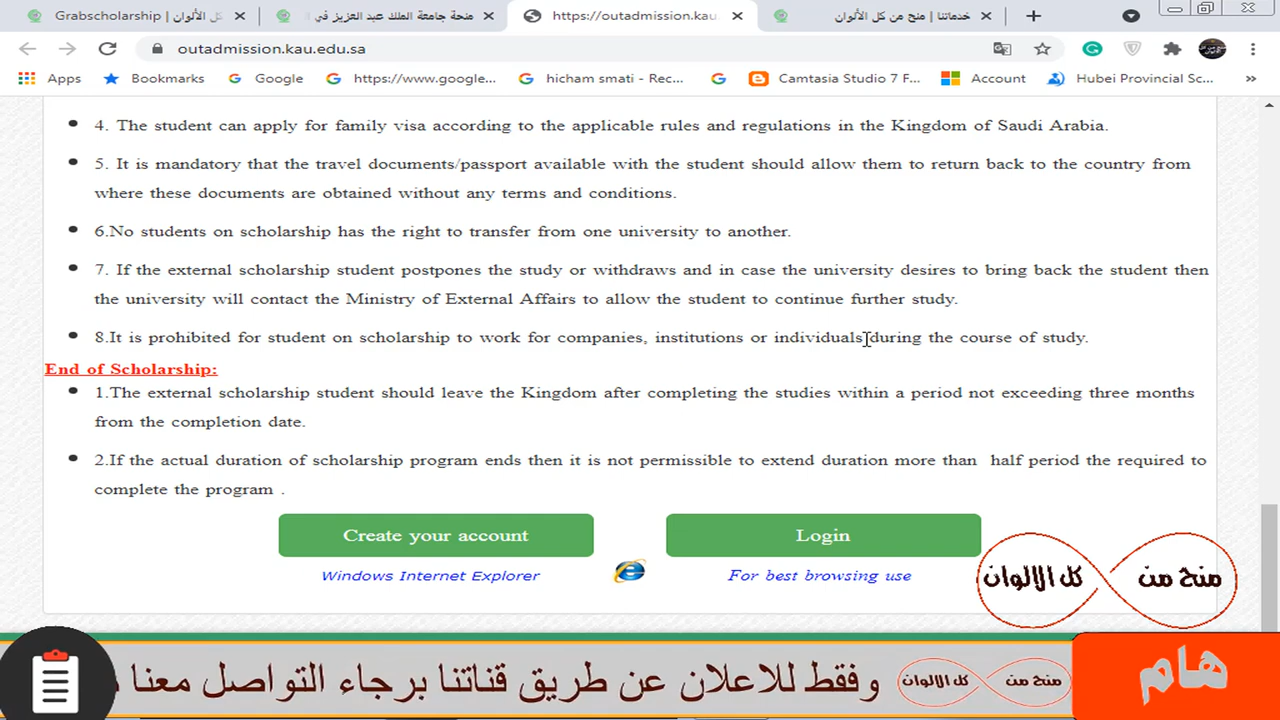 Grabscholarship | كل الألوان
منحة جامعة الملك عبد العزيز في
https://outadmission.kau
خدماتنا | منح من كل الألوان
outadmission.kau.edu.sa
Apps Bookmarks Google https://www.google... hicham smati - Rec... Camtasia Studio 7 F... Account Hubei Provincial Sc... »
4. The student can apply for family visa according to the applicable rules and regulations in the Kingdom of Saudi Arabia.
5. It is mandatory that the travel documents/passport available with the student should allow them to return back to the country from
where these documents are obtained without any terms and conditions.
6.No students on scholarship has the right to transfer from one university to another.
7. If the external scholarship student postpones the study or withdraws and in case the university desires to bring back the student then
the university will contact the Ministry of External Affairs to allow the student to continue further study.
8.It is prohibited for student on scholarship to work for companies, institutions or individuals during the course of study.
End of Scholarship:
1.The external scholarship student should leave the Kingdom after completing the studies within a period not exceeding three months
from the completion date.
2.If the actual duration of scholarship program ends then it is not permissible to extend duration more than half period the required to
complete the program .
Create your account Login
Windows Internet Explorer For best browsing use
منح من كل الالوان
هام
منح من كل الالوان
وفقط للاعلان عن طريق قناتنا برجاء التواصل معنا